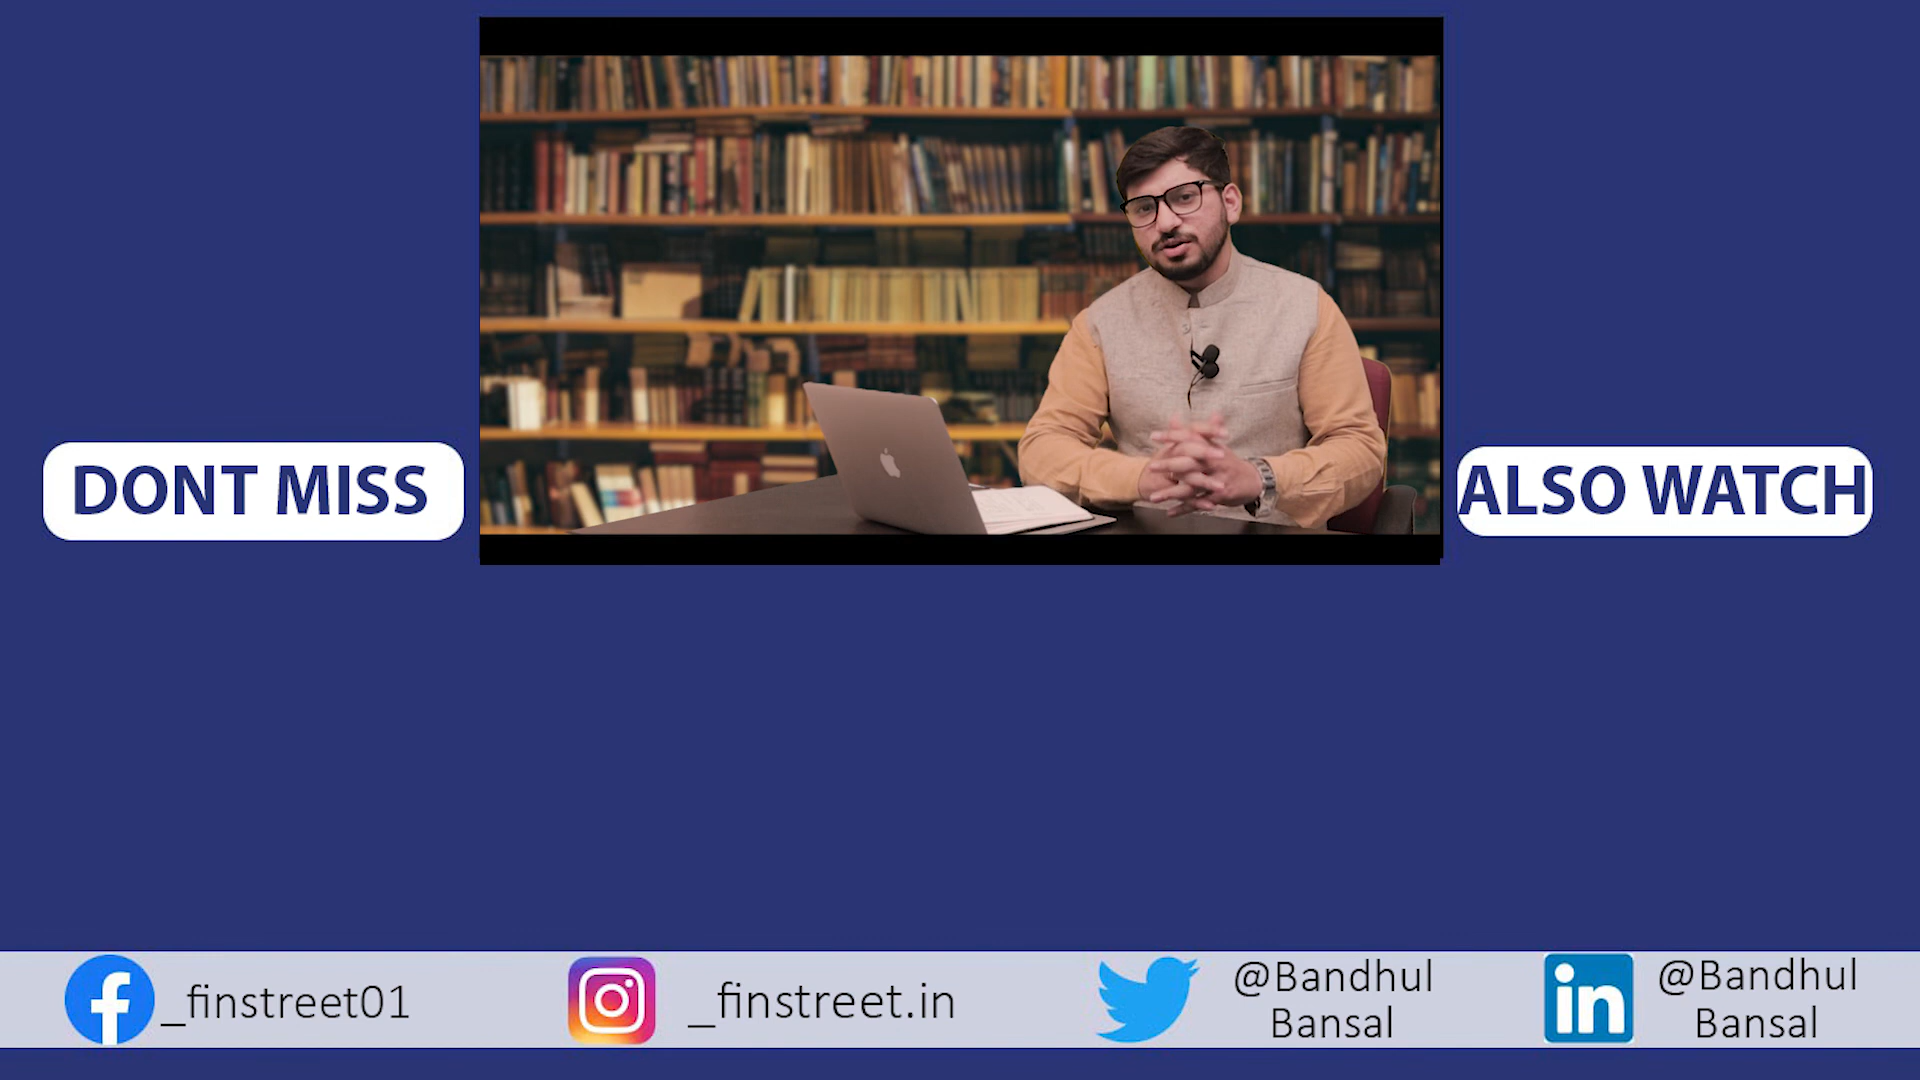 DONT MISS
ALSO WATCH
_finstreet01
_finstreet.in
@Bandhul
Bansal
@Bandhul
Bansal